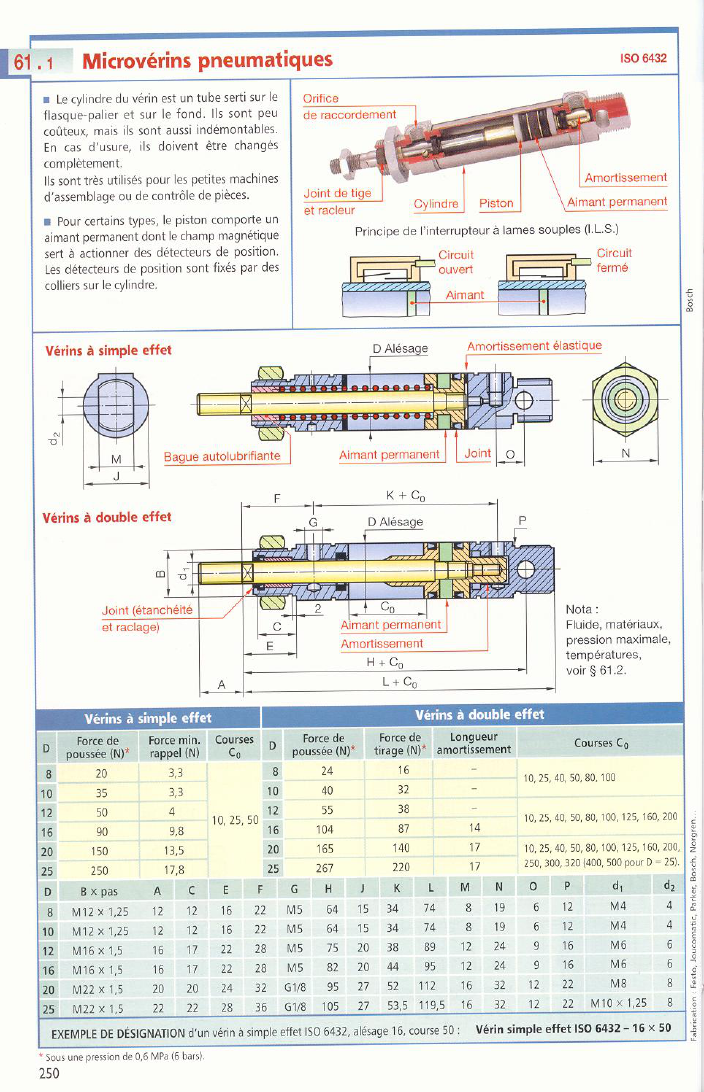 61.1 Microvérins pneumatiques ISO 6432
■ Le cylindre du vérin est un tube serti sur le
flasque-palier et sur le fond. Ils sont peu
coûteux, mais ils sont aussi indémontables.
En cas d'usure, ils doivent être changés
complètement.
Ils sont très utilisés pour les petites machines
d'assemblage ou de contrôle de pièces.
■ Pour certains types, le piston comporte un
aimant permanent dont le champ magnétique
sert à actionner des détecteurs de position.
Les détecteurs de position sont fixés par des
colliers sur le cylindre.
Orifice
de raccordement
Amortissement
Joint de tige
et racleur
Cylindre
Piston
Aimant permanent
Principe de l'interrupteur à lames souples (I.L.S.)
Circuit
ouvert
Circuit
fermé
Aimant
Bosch
Vérins à simple effet
D Alésage
Amortissement élastique
d2
M
J
Bague autolubrifiante
Aimant permanent
Joint
O
N
Vérins à double effet
F
K + C0
G
D Alésage
P
B
d1
Joint (étanchéité
et raclage)
2
C0
C
Aimant permanent
E
Amortissement
H + C0
A
L + C0
Nota :
Fluide, matériaux,
pression maximale,
températures,
voir § 61.2.
Vérins à simple effet Vérins à double effet
D Force de poussée (N)* Force min. rappel (N) Courses C0 D Force de poussée (N)* Force de tirage (N)* Longueur amortissement Courses C0
8 20 3,3 8 24 16 –
10 35 3,3 10 40 32 –
10, 25, 40, 50, 80, 100
12 50 4 12 55 38 –
10, 25, 50
16 90 9,8 16 104 87 14
10, 25, 40, 50, 80, 100, 125, 160, 200
20 150 13,5 20 165 140 17 10, 25, 40, 50, 80, 100, 125, 160, 200,
25 250 17,8 25 267 220 17 250, 300, 320 (400, 500 pour D = 25).
D B x pas A C E F G H J K L M N O P d1 d2
8 M12 x 1,25 12 12 16 22 M5 64 15 34 74 8 19 6 12 M4 4
10 M12 x 1,25 12 12 16 22 M5 64 15 34 74 8 19 6 12 M4 4
12 M16 x 1,5 16 17 22 28 M5 75 20 38 89 12 24 9 16 M6 6
16 M16 x 1,5 16 17 22 28 M5 82 20 44 95 12 24 9 16 M6 6
20 M22 x 1,5 20 20 24 32 G1/8 95 27 52 112 16 32 12 22 M8 8
25 M22 x 1,5 22 22 28 36 G1/8 105 27 53,5 119,5 16 32 12 22 M10 x 1,25 8
EXEMPLE DE DÉSIGNATION d'un vérin à simple effet ISO 6432, alésage 16, course 50 : Vérin simple effet ISO 6432 – 16 x 50
Fabrication : Festo, Joucomatic, Parker, Bosch, Norgren...
* Sous une pression de 0,6 MPa (6 bars).
250